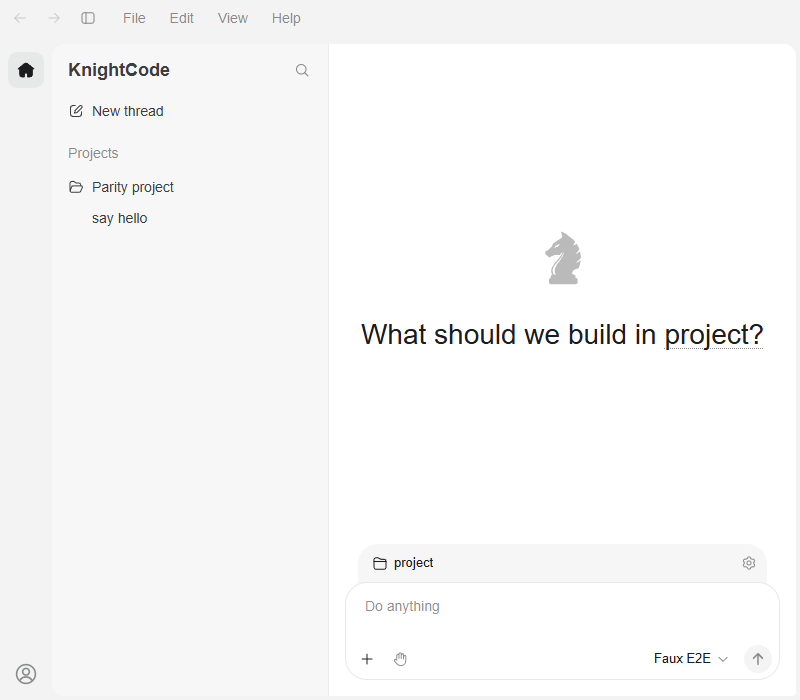 File Edit View Help
KnightCode
New thread
Projects
Parity project
say hello
What should we build in project?
project
Do anything
Faux E2E